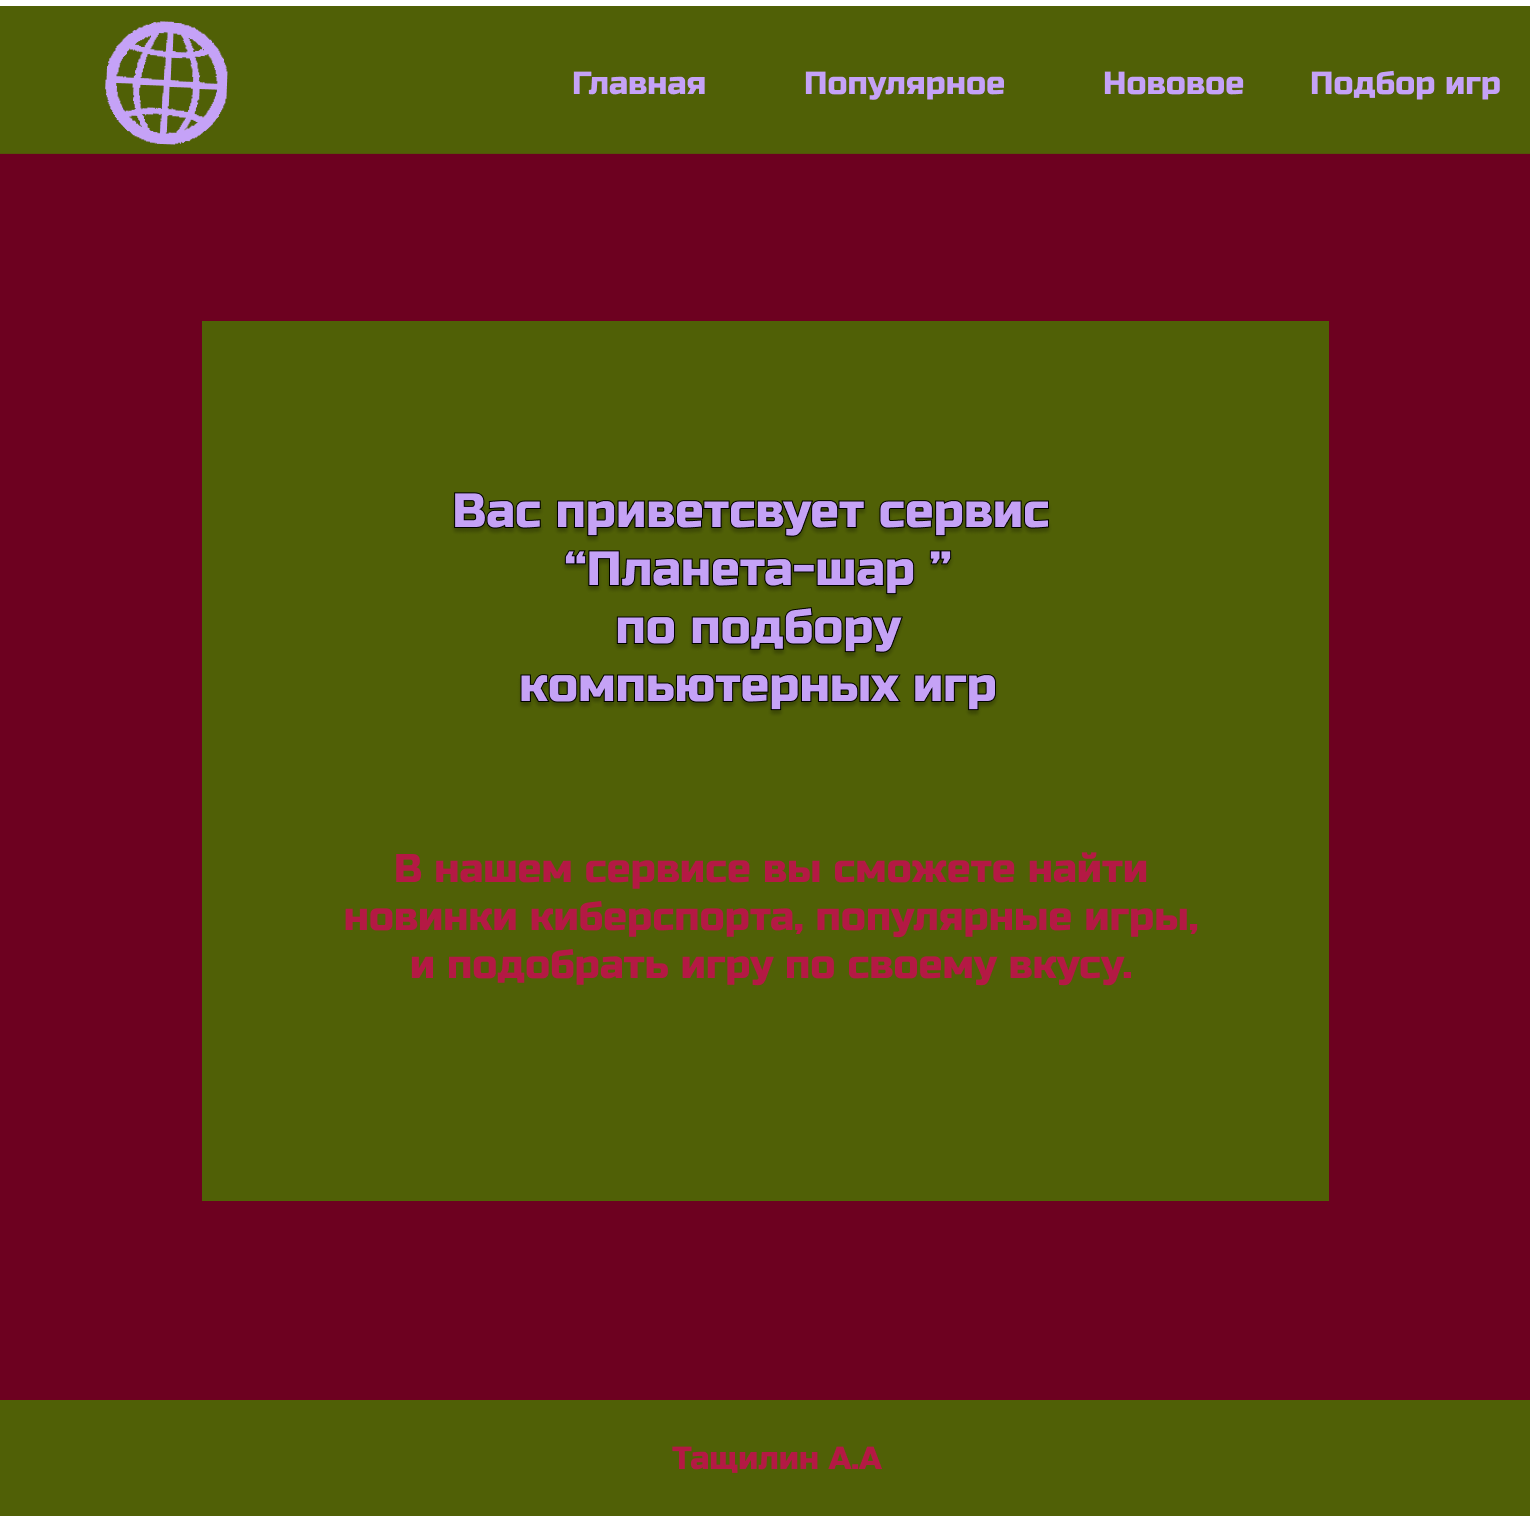 Главная Популярное Нововое Подбор игр
Вас приветсвует сервис
“Планета-шар ”
по подбору
компьютерных игр
В нашем сервисе вы сможете найти
новинки киберспорта, популярные игры,
и подобрать игру по своему вкусу.
Тащилин А.А